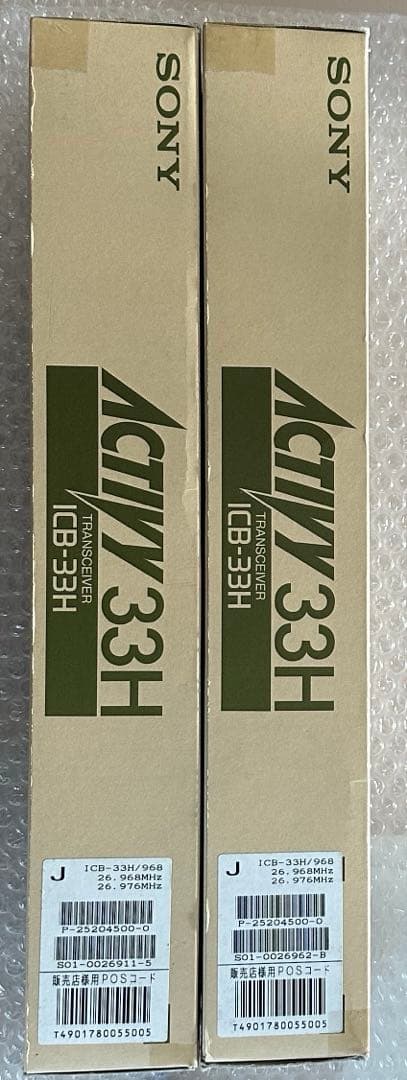 SONY
ACTIVY 33H
TRANSCEIVER
ICB-33H
J
ICB-33H/968
26.968MHz
26.976MHz
P-25204500-0
S01-0026911-5
販売店様用POSコード
T4901780055005
SONY
ACTIVY 33H
TRANSCEIVER
ICB-33H
J
ICB-33H/968
26.968MHz
26.976MHz
P-25204500-0
S01-0026962-B
販売店様用POSコード
T4901780055005